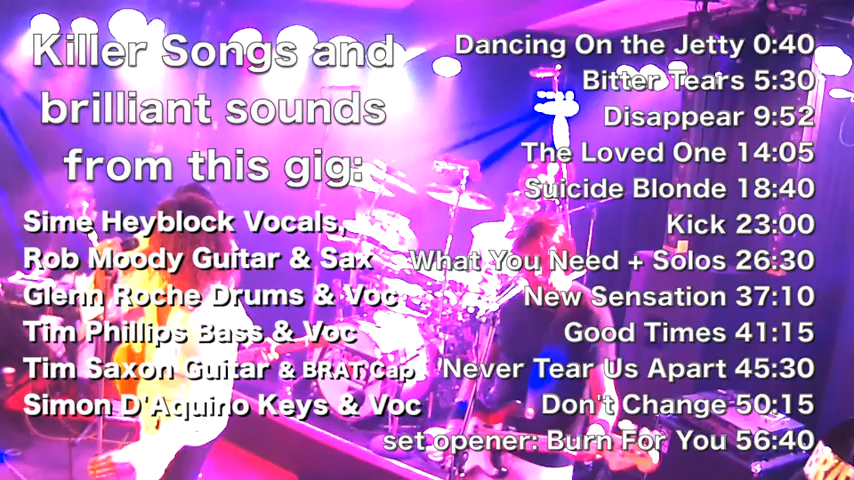 Killer Songs and
brilliant sounds
from this gig:
Sime Heyblock Vocals,
Rob Moody Guitar & Sax
Glenn Roche Drums & Voc
Tim Phillips Bass & Voc
Tim Saxon Guitar & BRAT Cap
Simon D'Aquino Keys & Voc
Dancing On the Jetty 0:40
Bitter Tears 5:30
Disappear 9:52
The Loved One 14:05
Suicide Blonde 18:40
Kick 23:00
What You Need + Solos 26:30
New Sensation 37:10
Good Times 41:15
Never Tear Us Apart 45:30
Don't Change 50:15
set opener: Burn For You 56:40